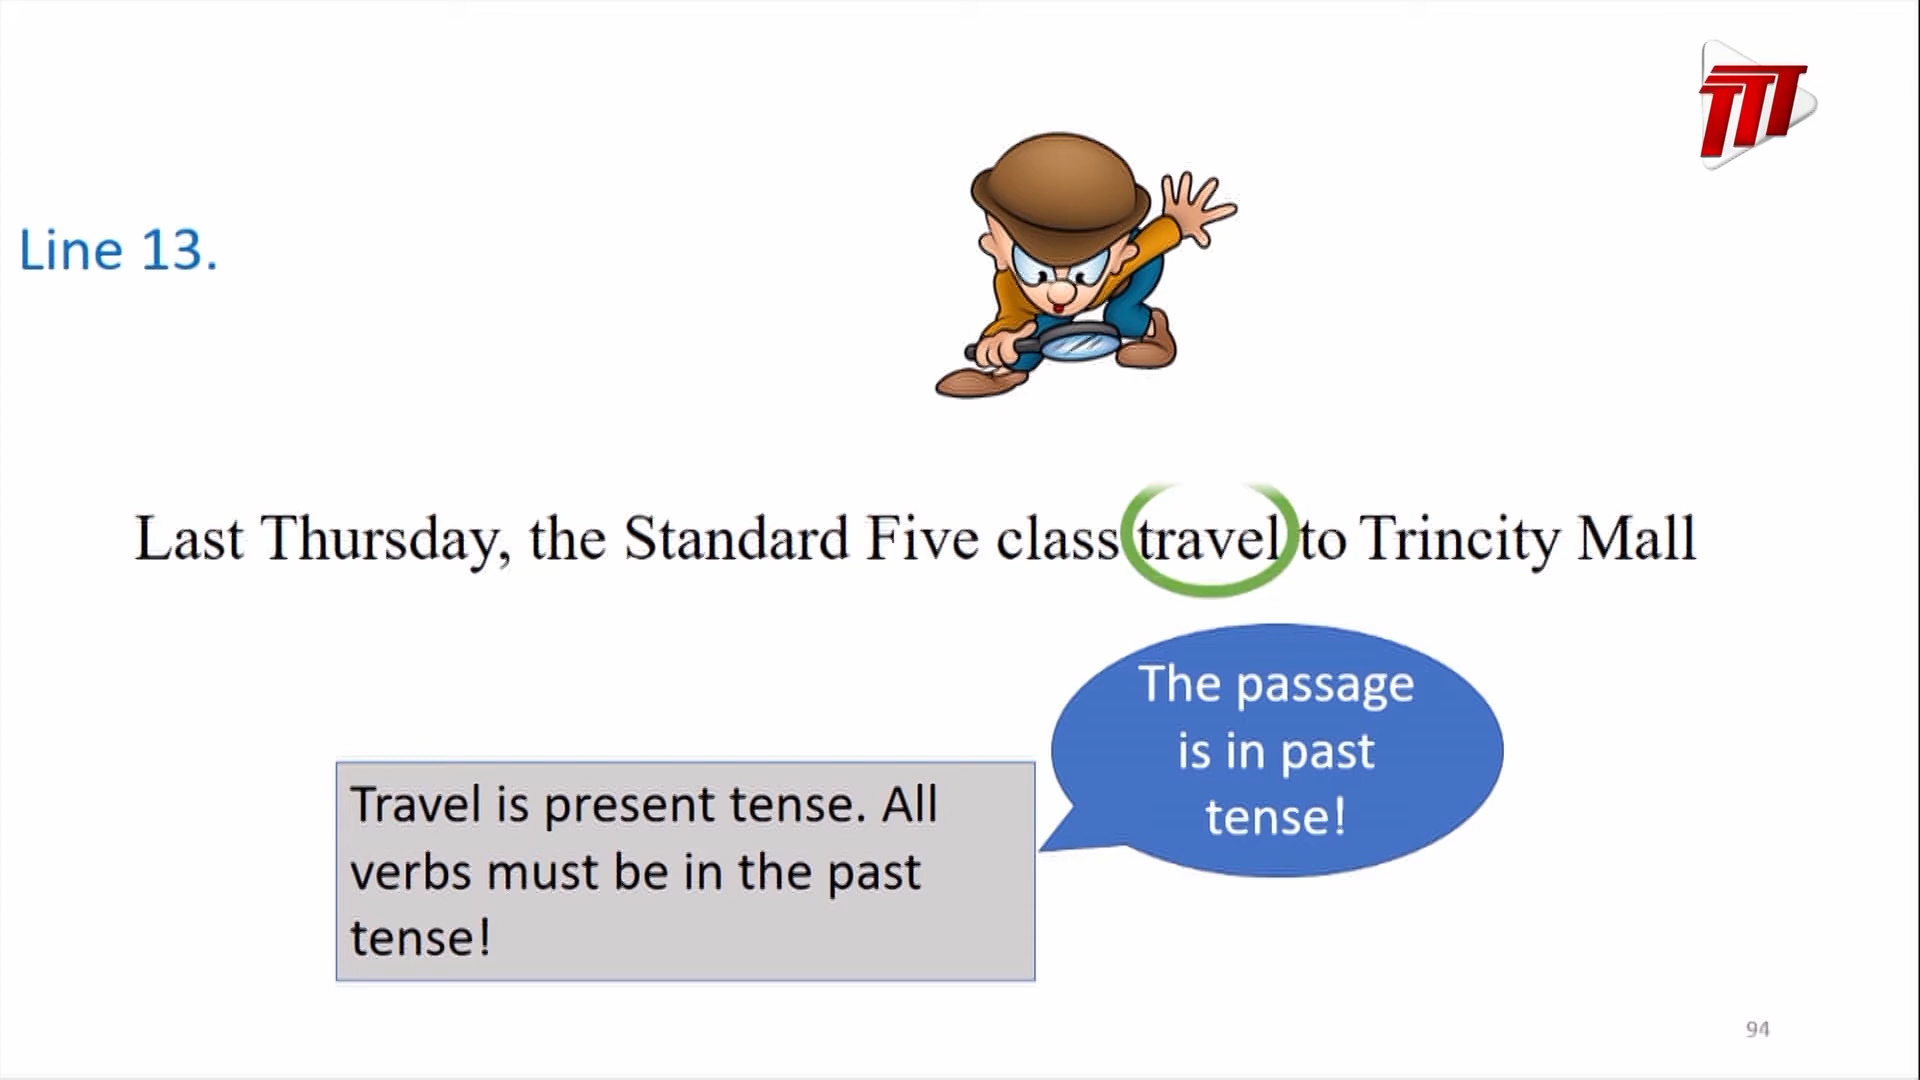 TTT
Line 13.
Last Thursday, the Standard Five class travel to Trincity Mall
The passage
is in past
tense!
Travel is present tense. All
verbs must be in the past
tense!
94